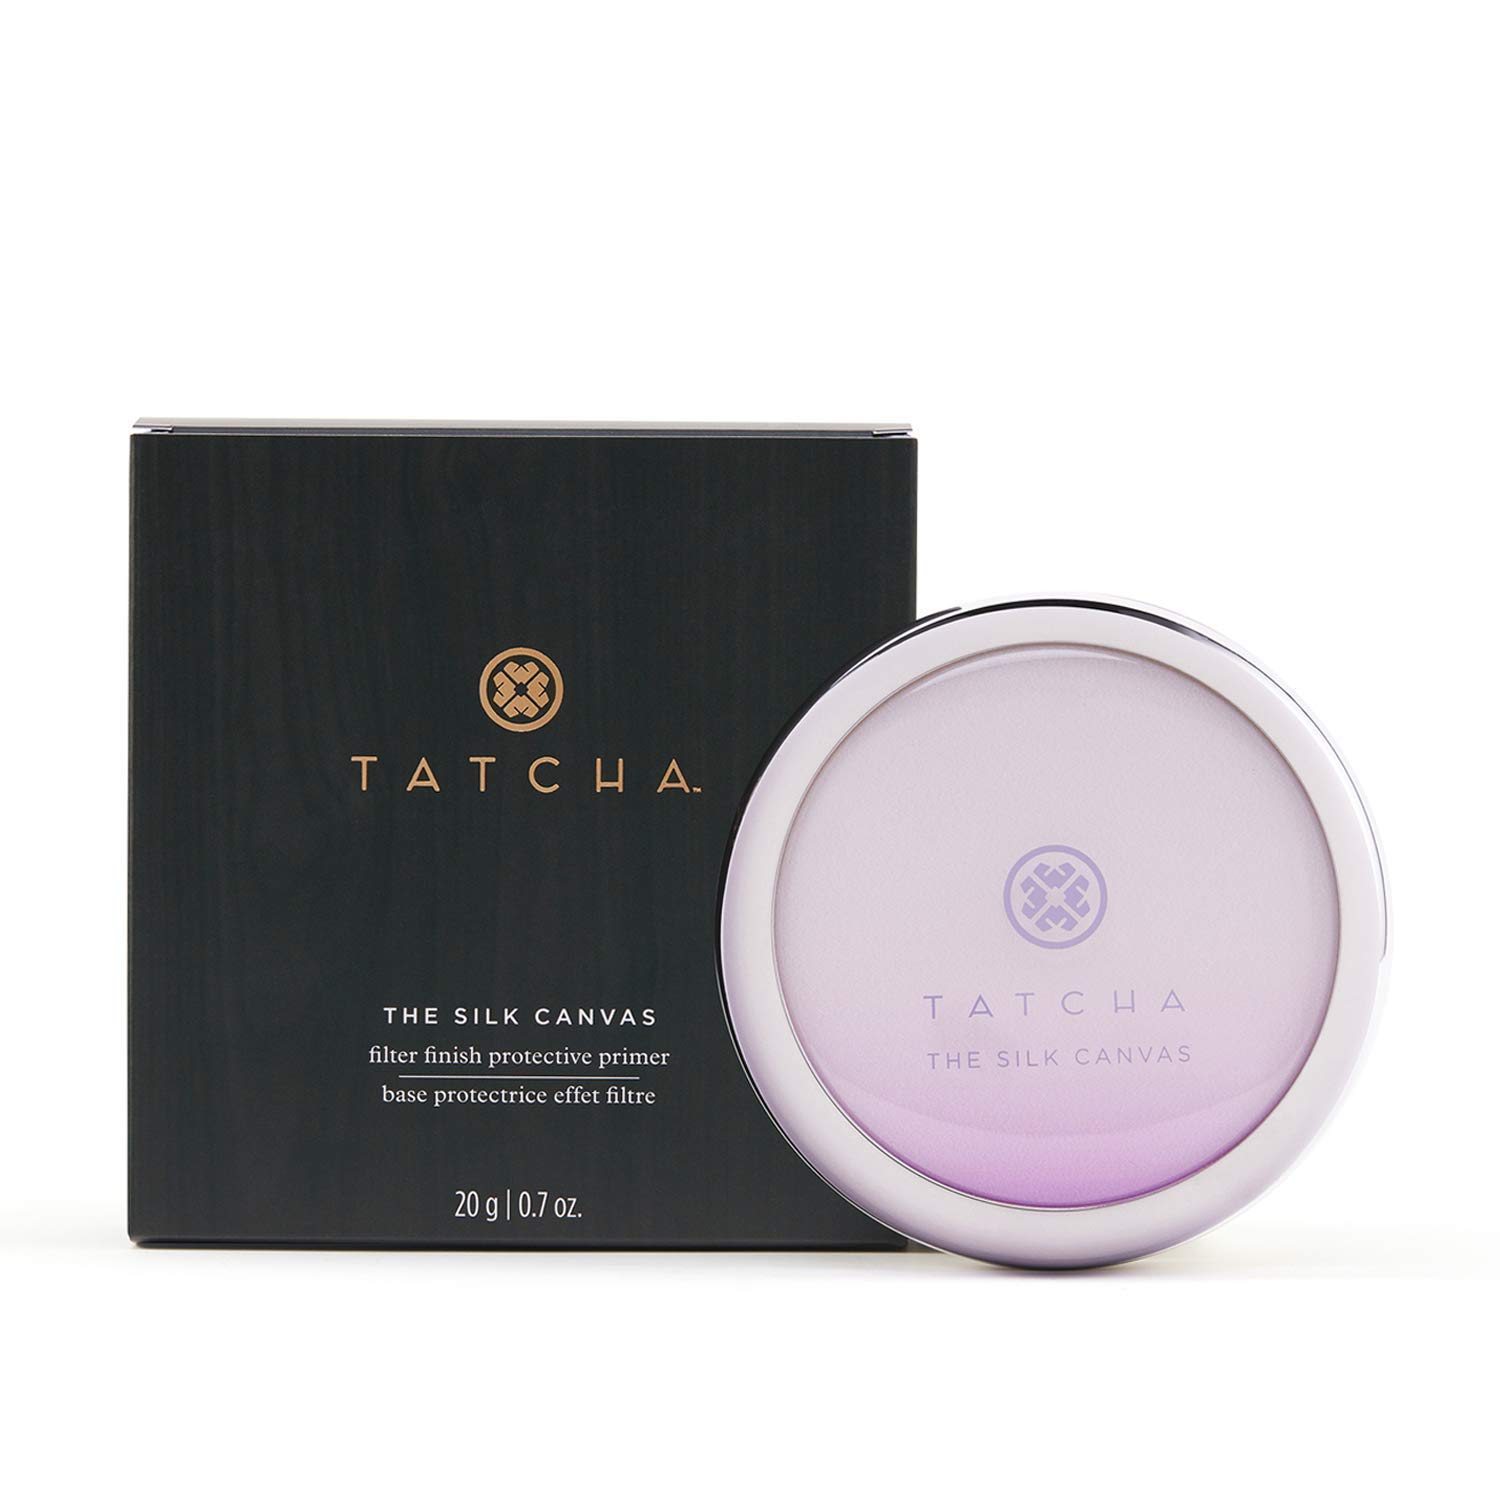 TATCHA™
THE SILK CANVAS
filter finish protective primer
base protectrice effet filtre
20 g | 0.7 oz.
TATCHA
THE SILK CANVAS